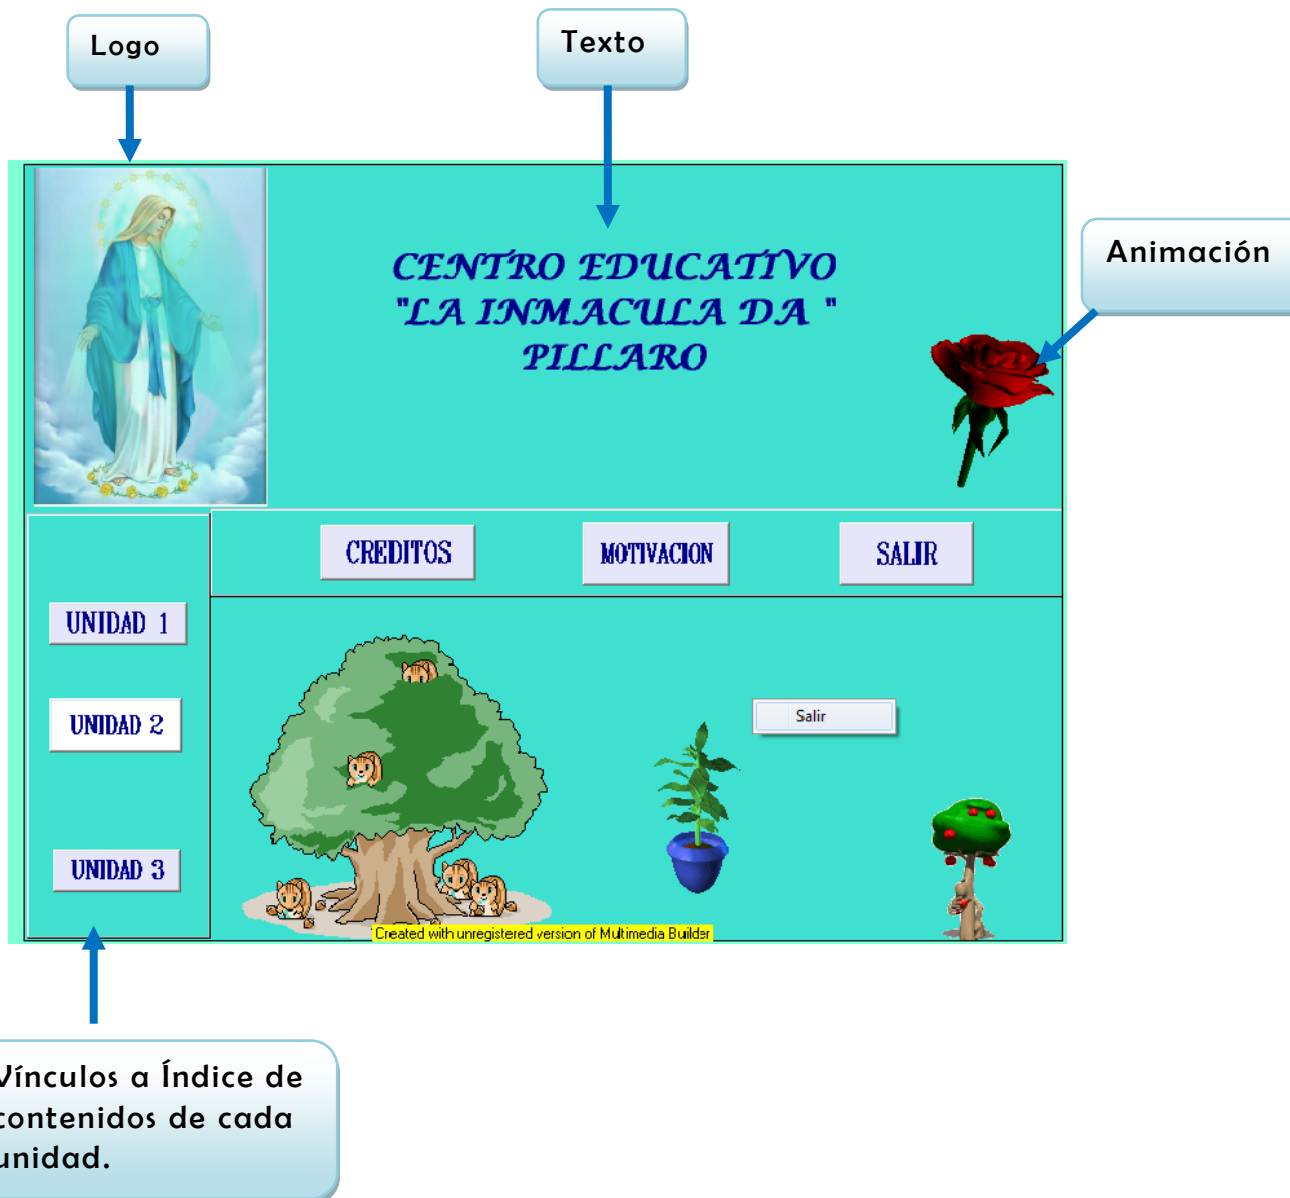 Logo
Texto
Animación
CENTRO EDUCATIVO
"LA INMACULA DA "
PILLARO
CREDITOS
MOTIVACION
SALIR
UNIDAD 1
UNIDAD 2
UNIDAD 3
Salir
Created with unregistered version of Multimedia Builder
Vínculos a Índice de
contenidos de cada
unidad.